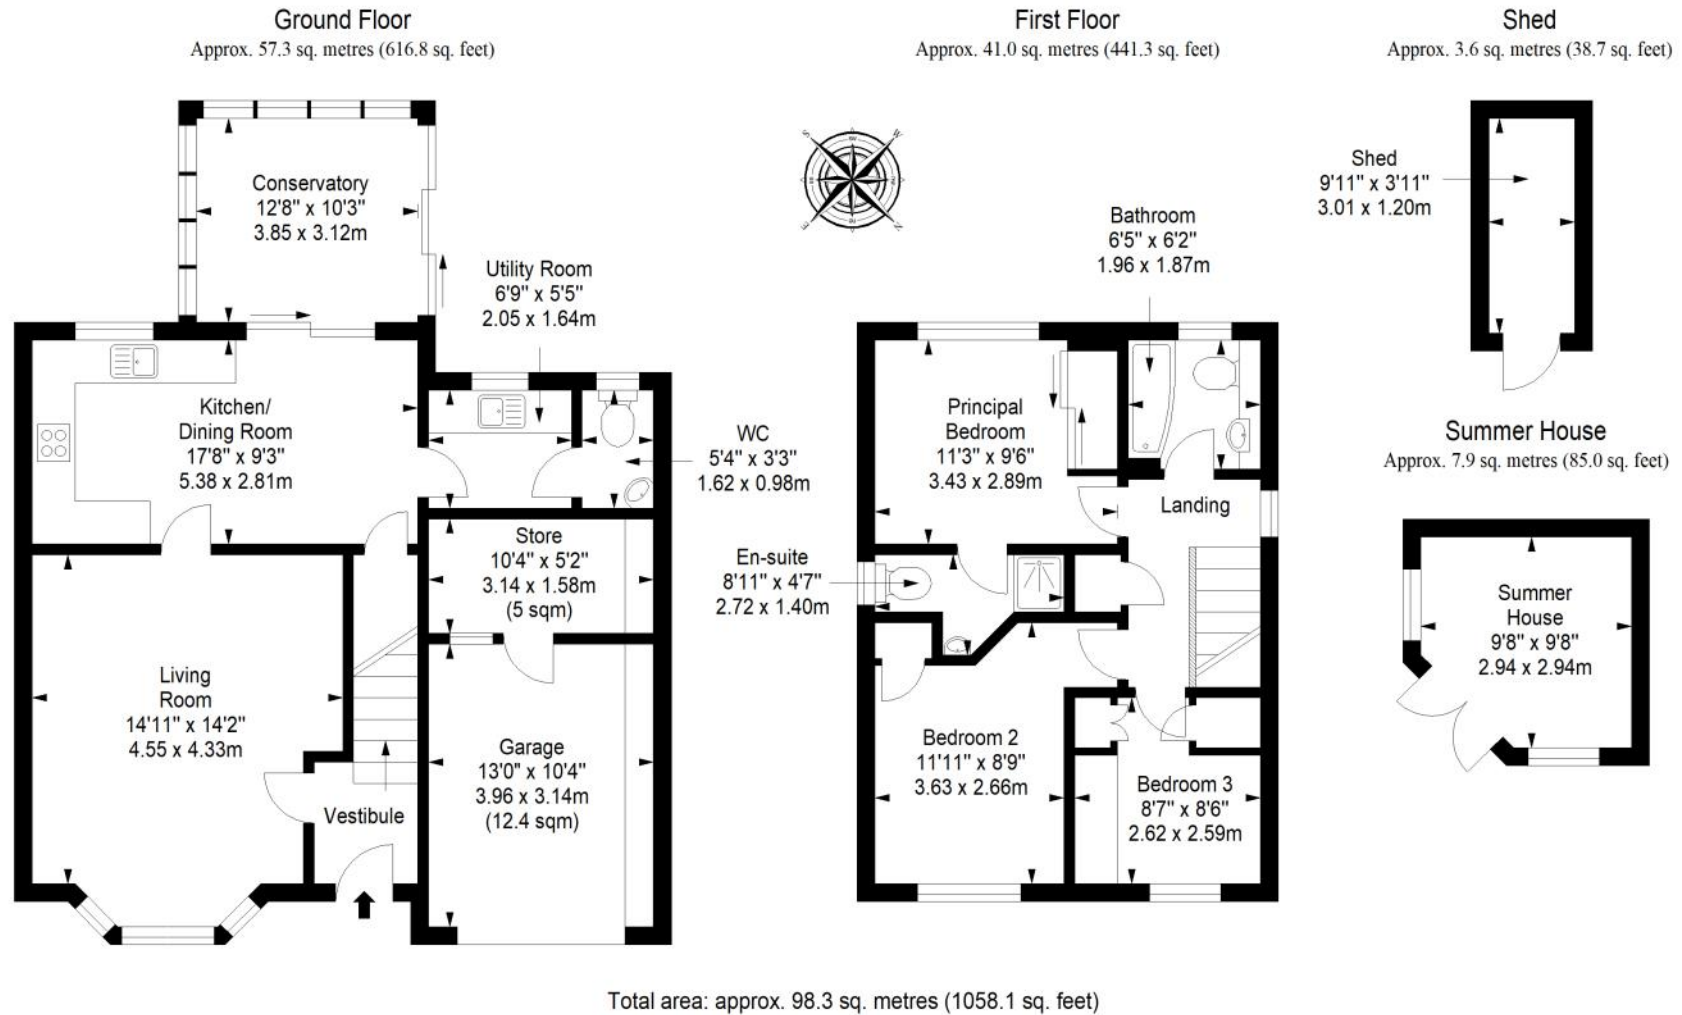 Ground Floor
Approx. 57.3 sq. metres (616.8 sq. feet)
Conservatory
12'8" x 10'3"
3.85 x 3.12m
Utility Room
6'9" x 5'5"
2.05 x 1.64m
Kitchen/
Dining Room
17'8" x 9'3"
5.38 x 2.81m
WC
5'4" x 3'3"
1.62 x 0.98m
Store
10'4" x 5'2"
3.14 x 1.58m
(5 sqm)
Living
Room
14'11" x 14'2"
4.55 x 4.33m
Garage
13'0" x 10'4"
3.96 x 3.14m
(12.4 sqm)
Vestibule
First Floor
Approx. 41.0 sq. metres (441.3 sq. feet)
S
W
E
N
Bathroom
6'5" x 6'2"
1.96 x 1.87m
Principal
Bedroom
11'3" x 9'6"
3.43 x 2.89m
Landing
En-suite
8'11" x 4'7"
2.72 x 1.40m
Bedroom 2
11'11" x 8'9"
3.63 x 2.66m
Bedroom 3
8'7" x 8'6"
2.62 x 2.59m
Shed
Approx. 3.6 sq. metres (38.7 sq. feet)
Shed
9'11" x 3'11"
3.01 x 1.20m
Summer House
Approx. 7.9 sq. metres (85.0 sq. feet)
Summer
House
9'8" x 9'8"
2.94 x 2.94m
Total area: approx. 98.3 sq. metres (1058.1 sq. feet)